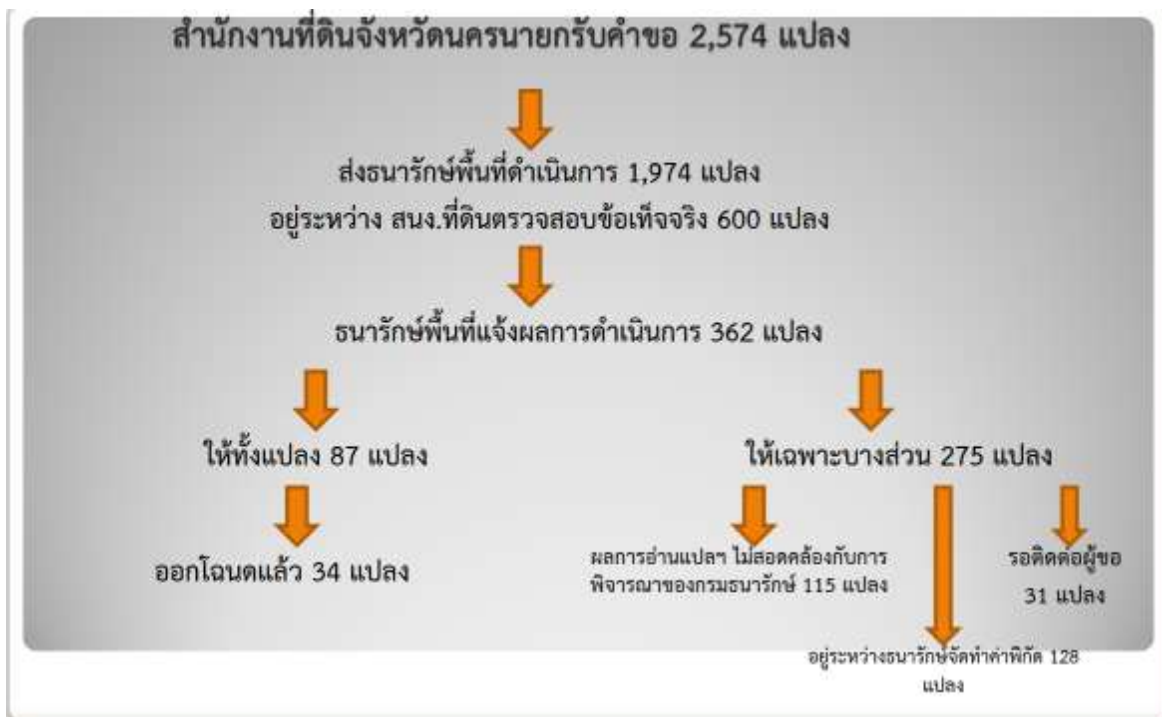 สำนักงานที่ดินจังหวัดนครนายกรับคำขอ 2,574 แปลง
ส่งธนารักษ์พื้นที่ดำเนินการ 1,974 แปลง
อยู่ระหว่าง สนง.ที่ดินตรวจสอบข้อเท็จจริง 600 แปลง
ธนารักษ์พื้นที่แจ้งผลการดำเนินการ 362 แปลง
ให้ทั้งแปลง 87 แปลง
ให้เฉพาะบางส่วน 275 แปลง
ออกโฉนดแล้ว 34 แปลง
ผลการอ่านแปลฯ ไม่สอดคล้องกับการ
พิจารณาของกรมธนารักษ์ 115 แปลง
รอติดต่อผู้ขอ
31 แปลง
อยู่ระหว่างธนารักษ์จัดทำค่าพิกัด 128
แปลง